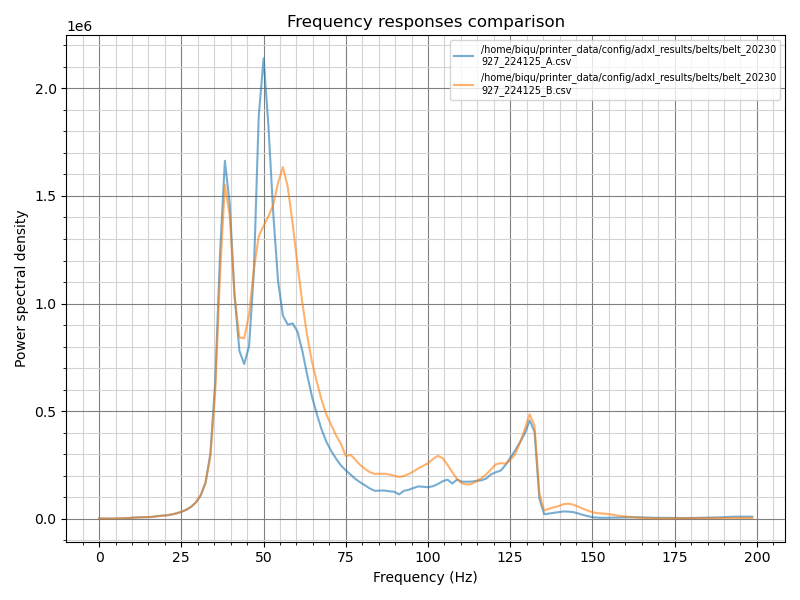 Frequency responses comparison
1e6
/home/biqu/printer_data/config/adxl_results/belts/belt_20230
927_224125_A.csv
/home/biqu/printer_data/config/adxl_results/belts/belt_20230
927_224125_B.csv
2.0
1.5
1.0
0.5
0.0
Power spectral density
0 25 50 75 100 125 150 175 200
Frequency (Hz)